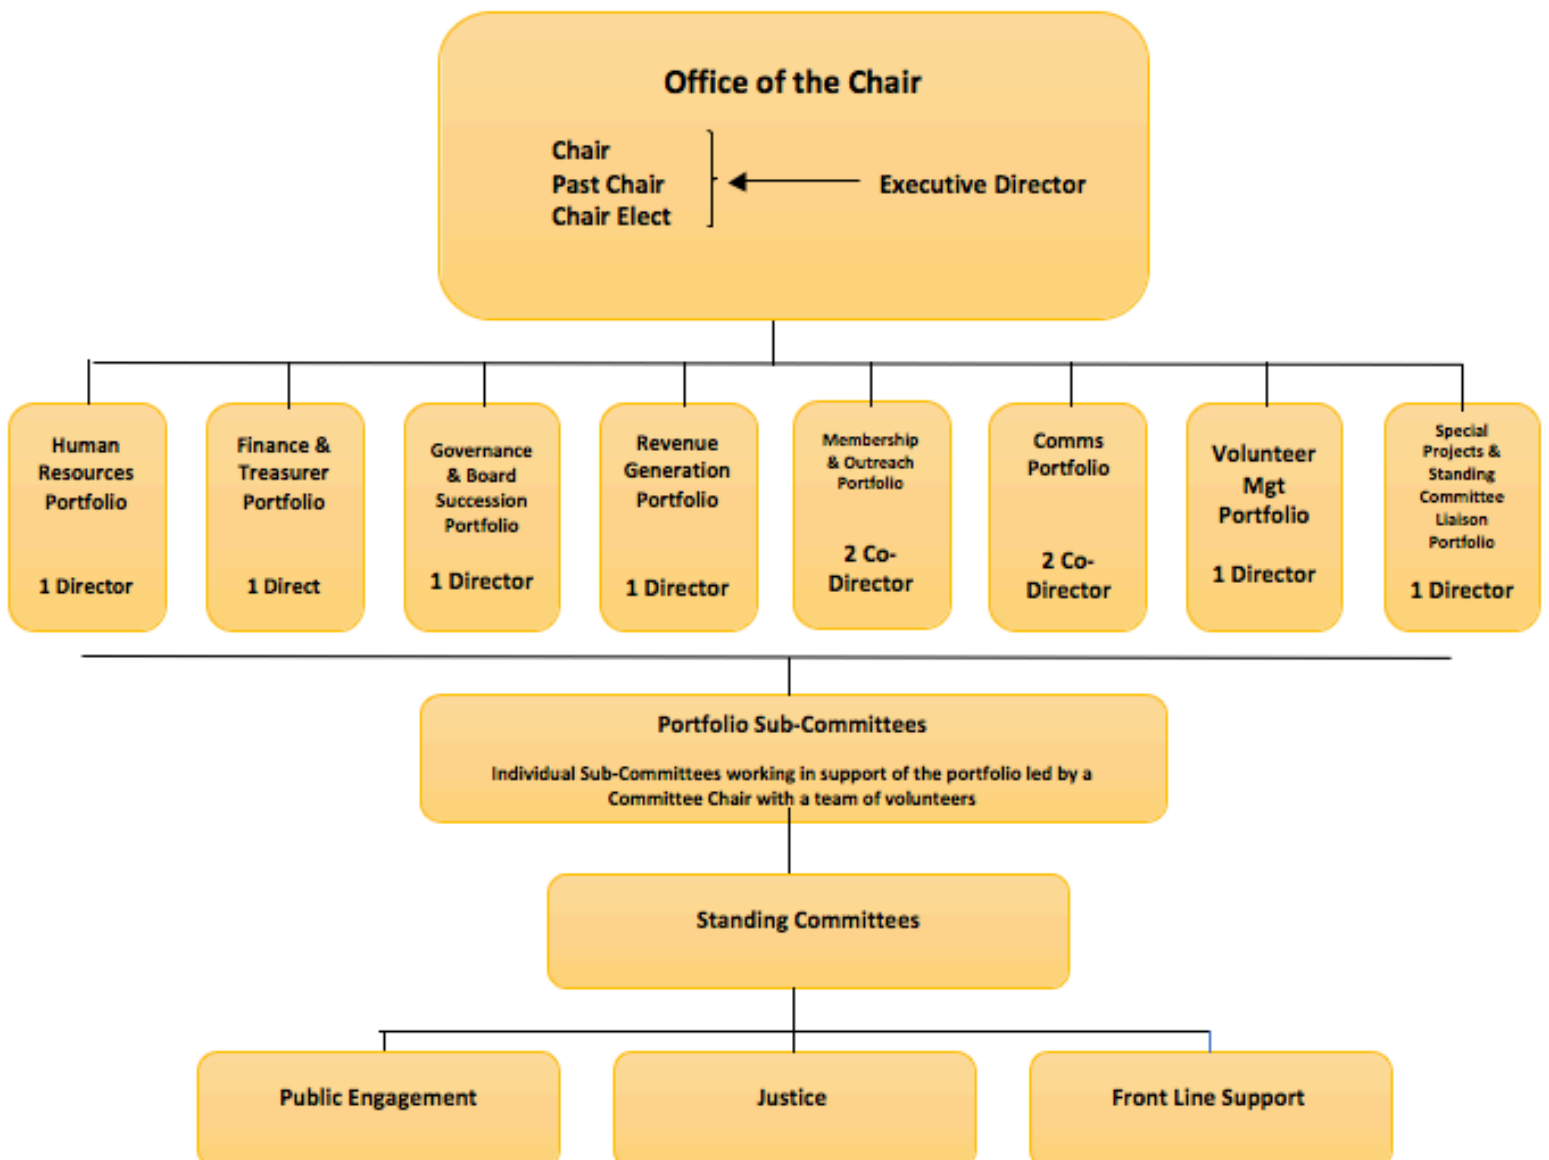 Office of the Chair
Chair
Past Chair
Chair Elect
Executive Director
Human
Resources
Portfolio
1 Director
Finance &
Treasurer
Portfolio
1 Direct
Governance
& Board
Succession
Portfolio
1 Director
Revenue
Generation
Portfolio
1 Director
Membership
& Outreach
Portfolio
2 Co-
Director
Comms
Portfolio
2 Co-
Director
Volunteer
Mgt
Portfolio
1 Director
Special
Projects &
Standing
Committee
Liaison
Portfolio
1 Director
Portfolio Sub-Committees
Individual Sub-Committees working in support of the portfolio led by a
Committee Chair with a team of volunteers
Standing Committees
Public Engagement
Justice
Front Line Support